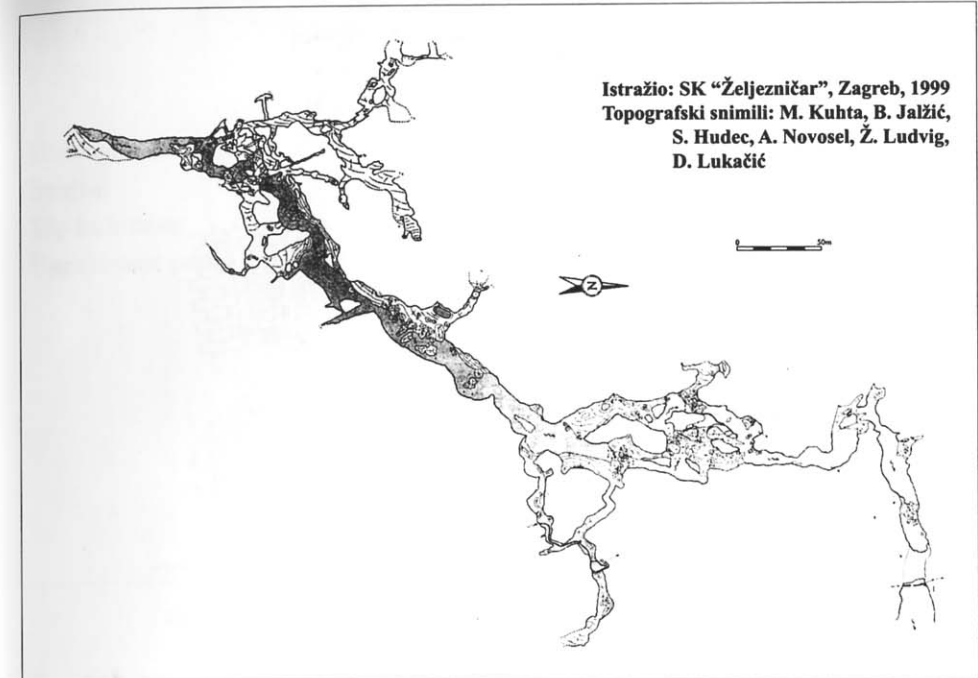 Istražio: SK “Željezničar”, Zagreb, 1999
Topografski snimili: M. Kuhta, B. Jalžić,
S. Hudec, A. Novosel, Ž. Ludvig,
D. Lukačić
0 50m
N